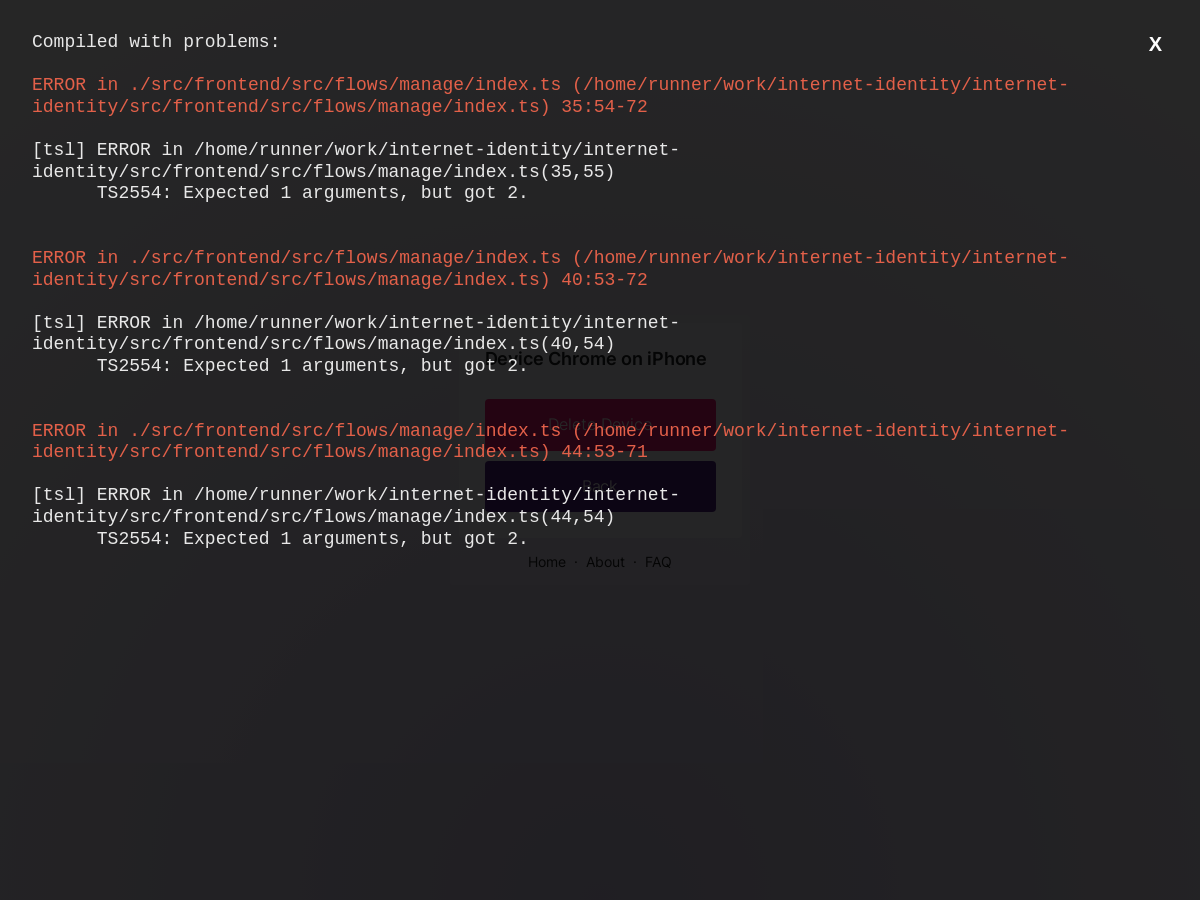 Compiled with problems:
X
ERROR in ./src/frontend/src/flows/manage/index.ts (/home/runner/work/internet-identity/internet-
identity/src/frontend/src/flows/manage/index.ts) 35:54-72
[tsl] ERROR in /home/runner/work/internet-identity/internet-
identity/src/frontend/src/flows/manage/index.ts(35,55)
TS2554: Expected 1 arguments, but got 2.
ERROR in ./src/frontend/src/flows/manage/index.ts (/home/runner/work/internet-identity/internet-
identity/src/frontend/src/flows/manage/index.ts) 40:53-72
[tsl] ERROR in /home/runner/work/internet-identity/internet-
identity/src/frontend/src/flows/manage/index.ts(40,54)
TS2554: Expected 1 arguments, but got 2.
Device Chrome on iPhone
Delete Device
ERROR in ./src/frontend/src/flows/manage/index.ts (/home/runner/work/internet-identity/internet-
identity/src/frontend/src/flows/manage/index.ts) 44:53-71
Back
[tsl] ERROR in /home/runner/work/internet-identity/internet-
identity/src/frontend/src/flows/manage/index.ts(44,54)
TS2554: Expected 1 arguments, but got 2.
Home · About · FAQ